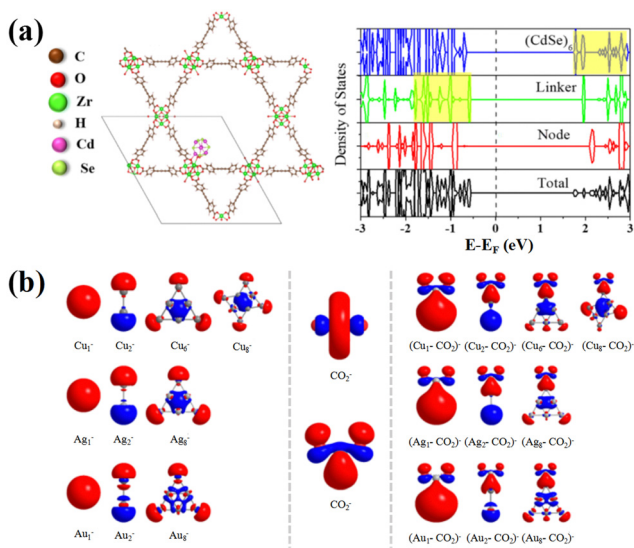 (a)
C
O
Zr
H
Cd
Se
Density of States
(CdSe)6
Linker
Node
Total
-3 -2 -1 0 1 2 3
E-EF (eV)
(b)
Cu1- Cu2- Cu6- Cu8-
Ag1- Ag2- Ag8-
Au1- Au2- Au8-
CO2-
CO2-
(Cu1- CO2)- (Cu2- CO2)- (Cu6- CO2)- (Cu8- CO2)-
(Ag1- CO2)- (Ag2- CO2)- (Ag8- CO2)-
(Au1- CO2)- (Au2- CO2)- (Au8- CO2)-